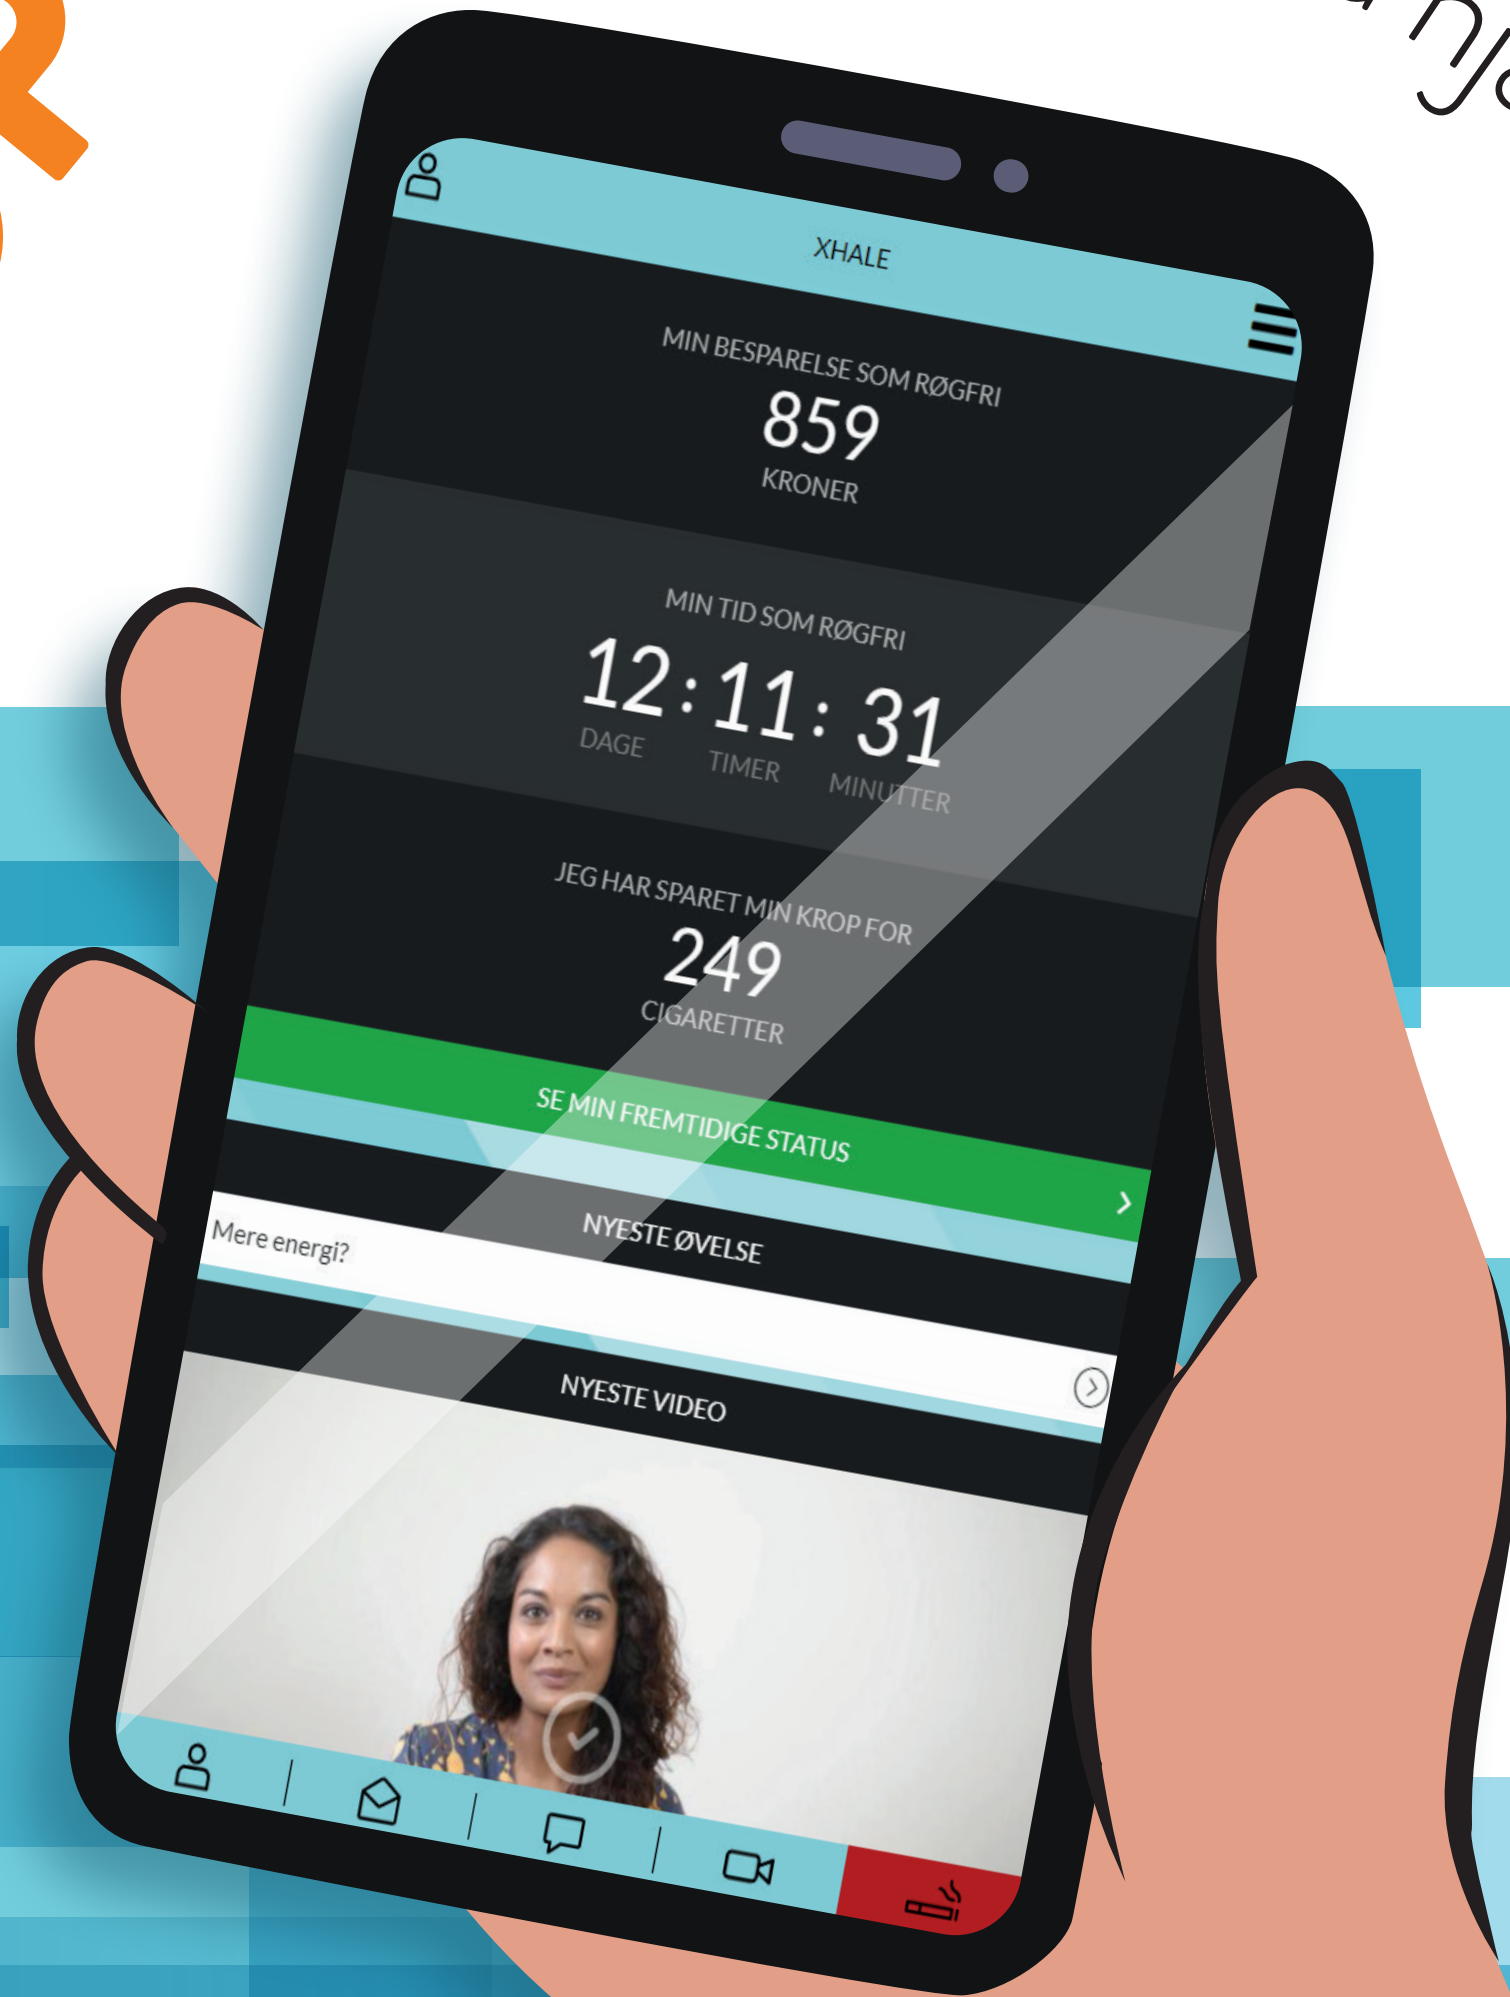 XHALE
MIN BESPARELSE SOM RØGFRI
859
KRONER
MIN TID SOM RØGFRI
12 : 11 : 31
DAGE TIMER MINUTTER
JEG HAR SPARET MIN KROP FOR
249
CIGARETTER
SE MIN FREMTIDIGE STATUS
NYESTE ØVELSE
Mere energi?
NYESTE VIDEO